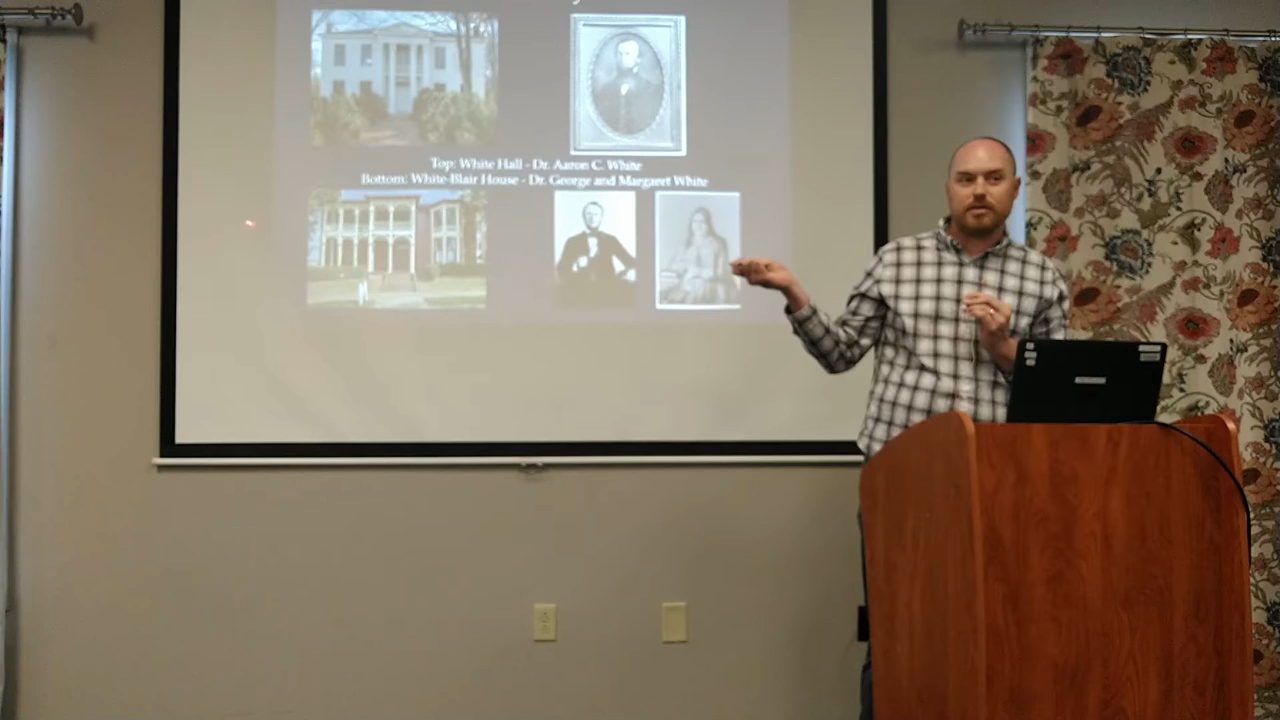 Top: White Hall - Dr. Aaron C. White
Bottom: White-Blair House - Dr. George and Margaret White